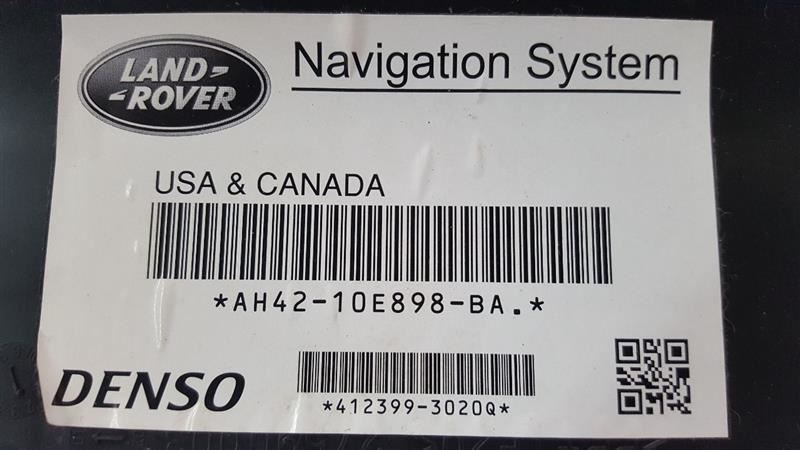 LAND-
-ROVER
Navigation System
USA & CANADA
*AH42-10E898-BA.*
DENSO
*412399-3020Q*